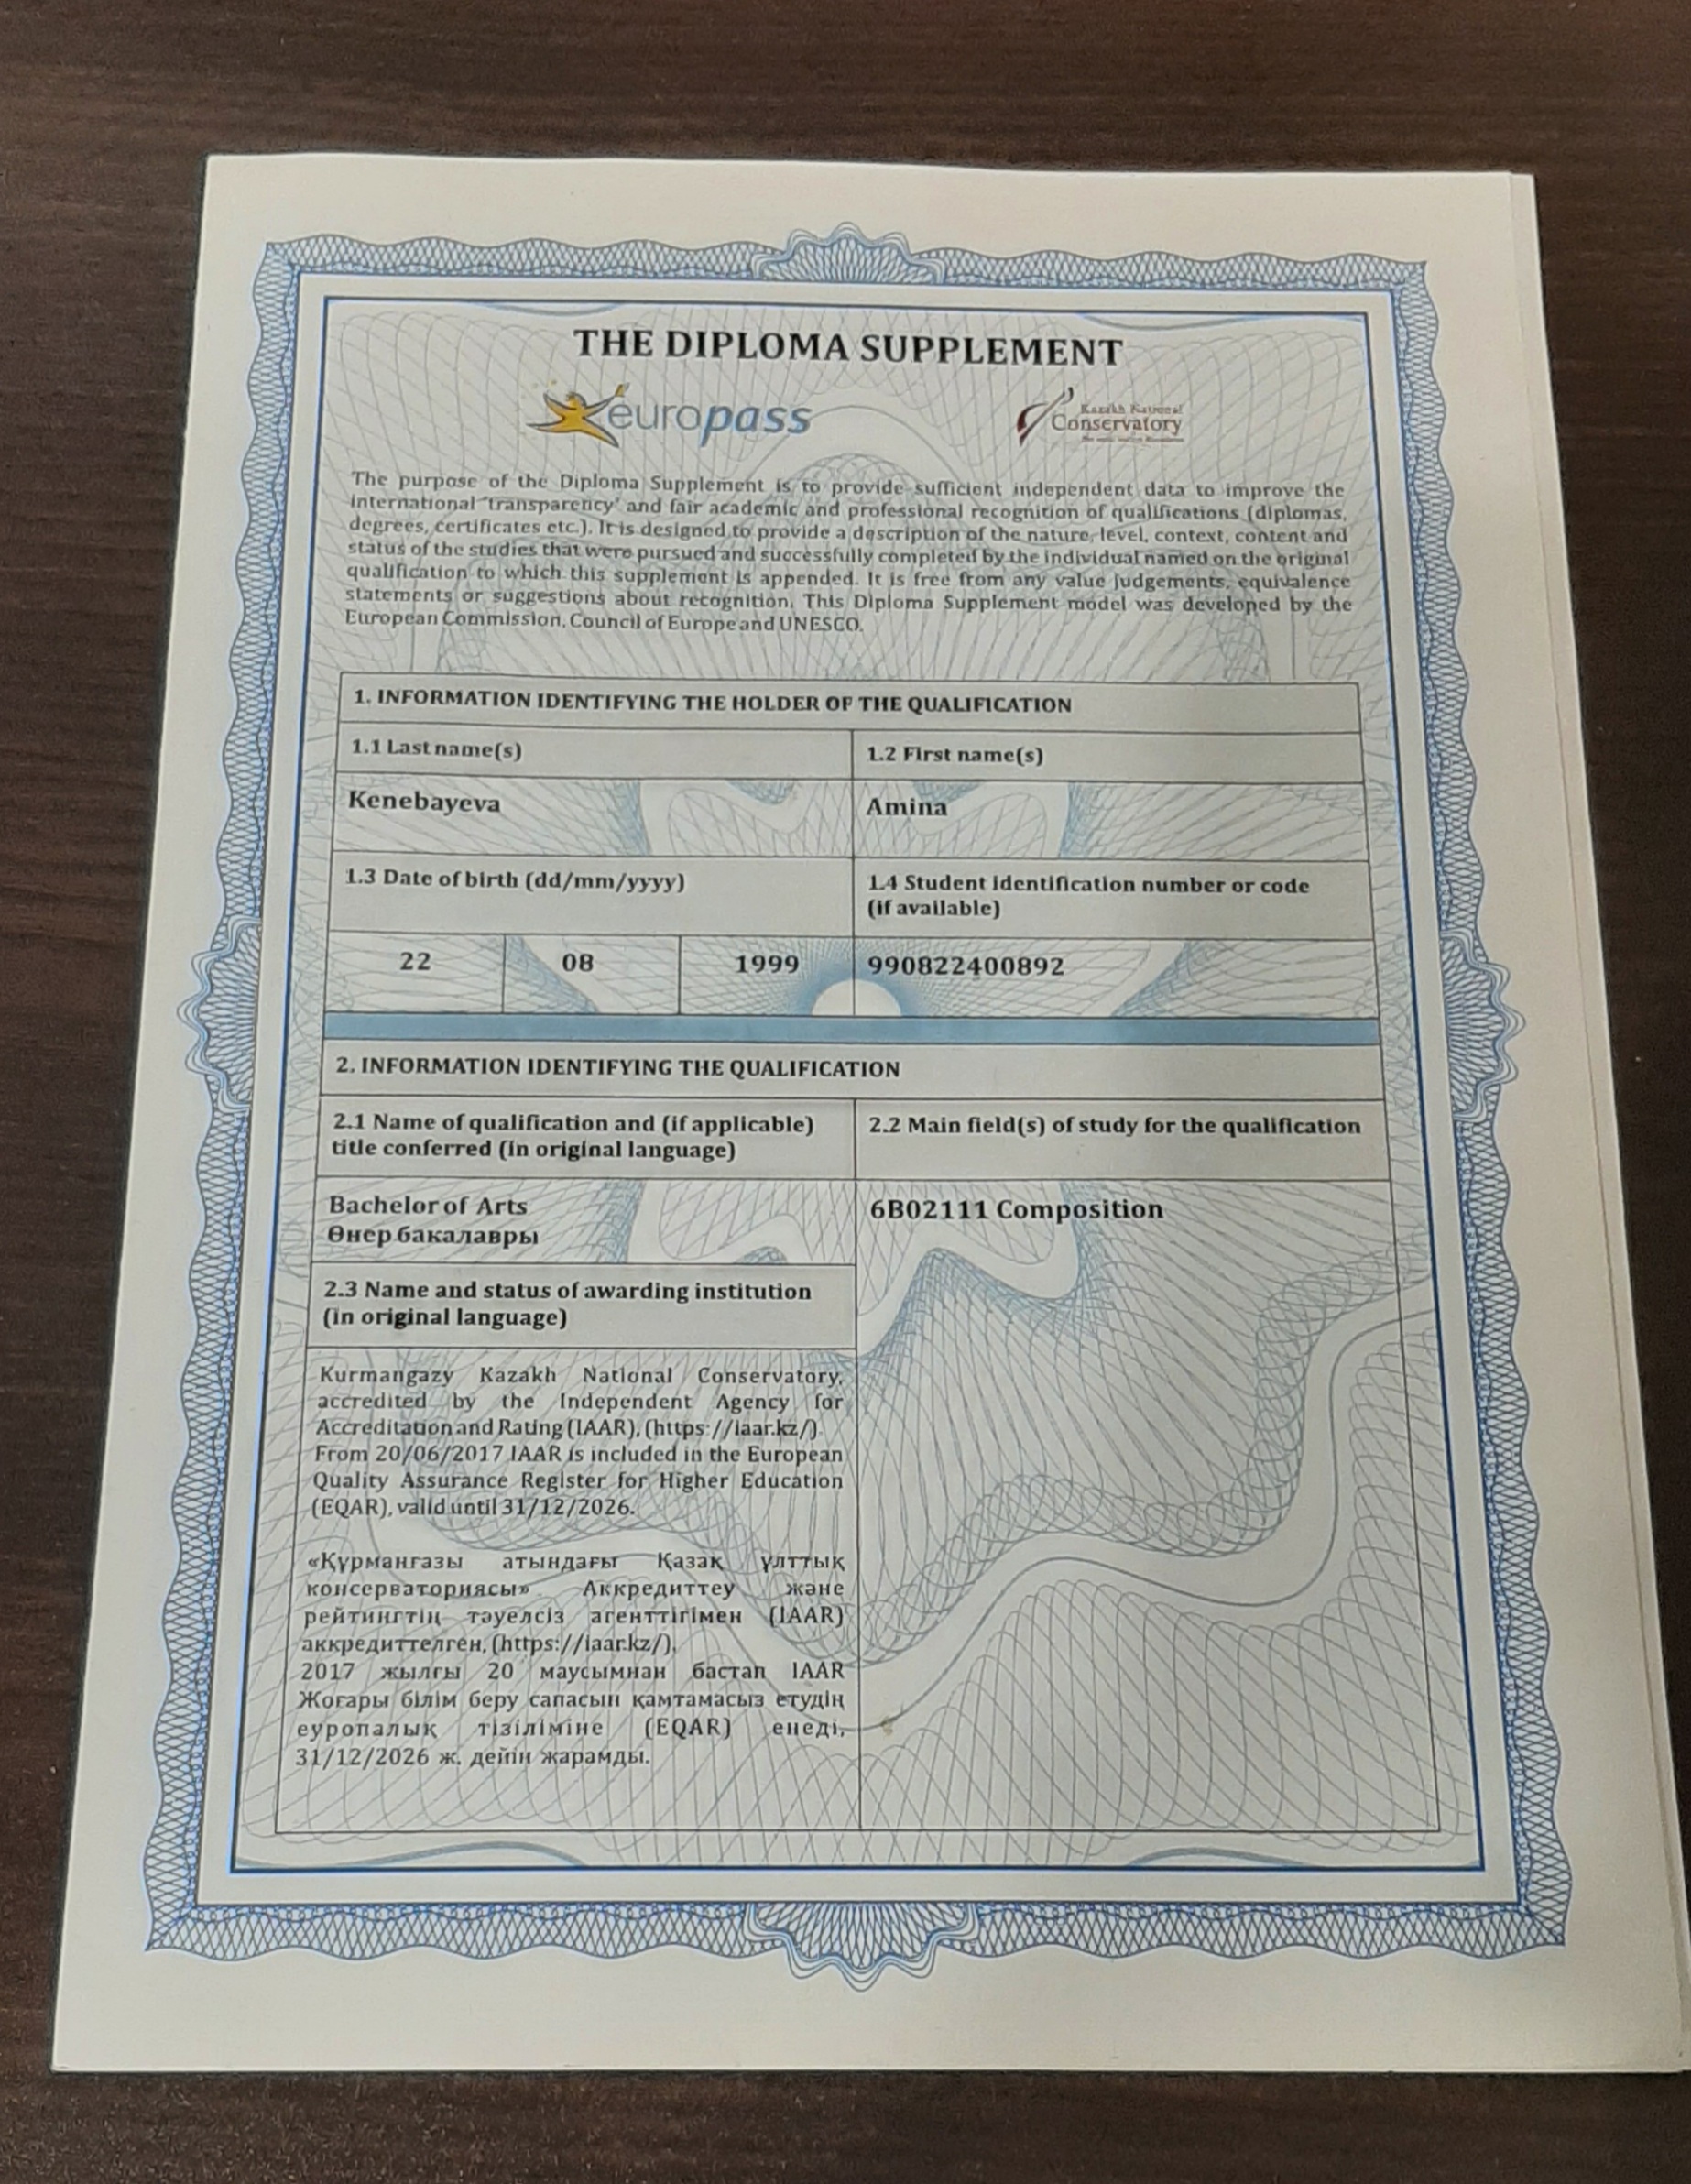 THE DIPLOMA SUPPLEMENT
europass
Kazakh National
Conservatory
The purpose of the Diploma Supplement is to provide sufficient independent data to improve the
international 'transparency' and fair academic and professional recognition of qualifications (diplomas,
degrees, certificates etc.). It is designed to provide a description of the nature, level, context, content and
status of the studies that were pursued and successfully completed by the individual named on the original
qualification to which this supplement is appended. It is free from any value judgements, equivalence
statements or suggestions about recognition. This Diploma Supplement model was developed by the
European Commission, Council of Europe and UNESCO.
1. INFORMATION IDENTIFYING THE HOLDER OF THE QUALIFICATION
1.1 Last name(s)
1.2 First name(s)
Kenebayeva
Amina
1.3 Date of birth (dd/mm/yyyy)
1.4 Student identification number or code
(if available)
22 08 1999
990822400892
2. INFORMATION IDENTIFYING THE QUALIFICATION
2.1 Name of qualification and (if applicable)
title conferred (in original language)
2.2 Main field(s) of study for the qualification
Bachelor of Arts
Өнер бакалавры
6B02111 Composition
2.3 Name and status of awarding institution
(in original language)
Kurmangazy Kazakh National Conservatory,
accredited by the Independent Agency for
Accreditation and Rating (IAAR), (https://iaar.kz/).
From 20/06/2017 IAAR is included in the European
Quality Assurance Register for Higher Education
(EQAR), valid until 31/12/2026.
«Құрманғазы атындағы Қазақ ұлттық
консерваториясы» Аккредиттеу және
рейтингтің тәуелсіз агенттігімен (IAAR)
аккредиттелген, (https://iaar.kz/).
2017 жылғы 20 маусымнан бастап IAAR
Жоғары білім беру сапасын қамтамасыз етудің
еуропалық тізіліміне (EQAR) енеді,
31/12/2026 ж. дейін жарамды.